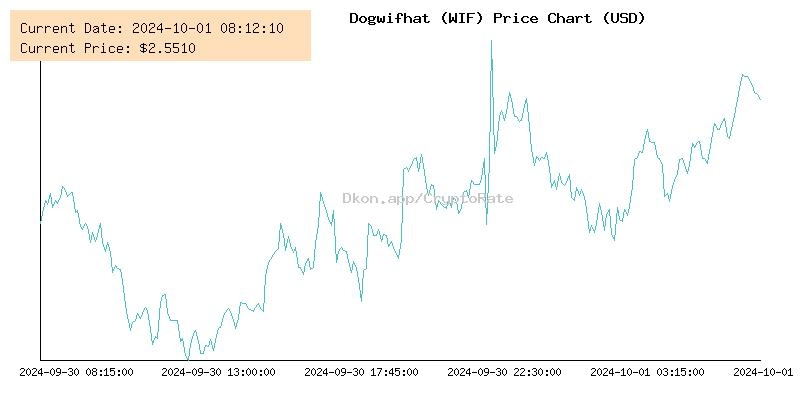 Dogwifhat (WIF) Price Chart (USD)
Current Date: 2024-10-01 08:12:10
Current Price: $2.5510
Dkon.app/CryptoRate
2024-09-30 08:15:00
2024-09-30 13:00:00
2024-09-30 17:45:00
2024-09-30 22:30:00
2024-10-01 03:15:00
2024-10-01